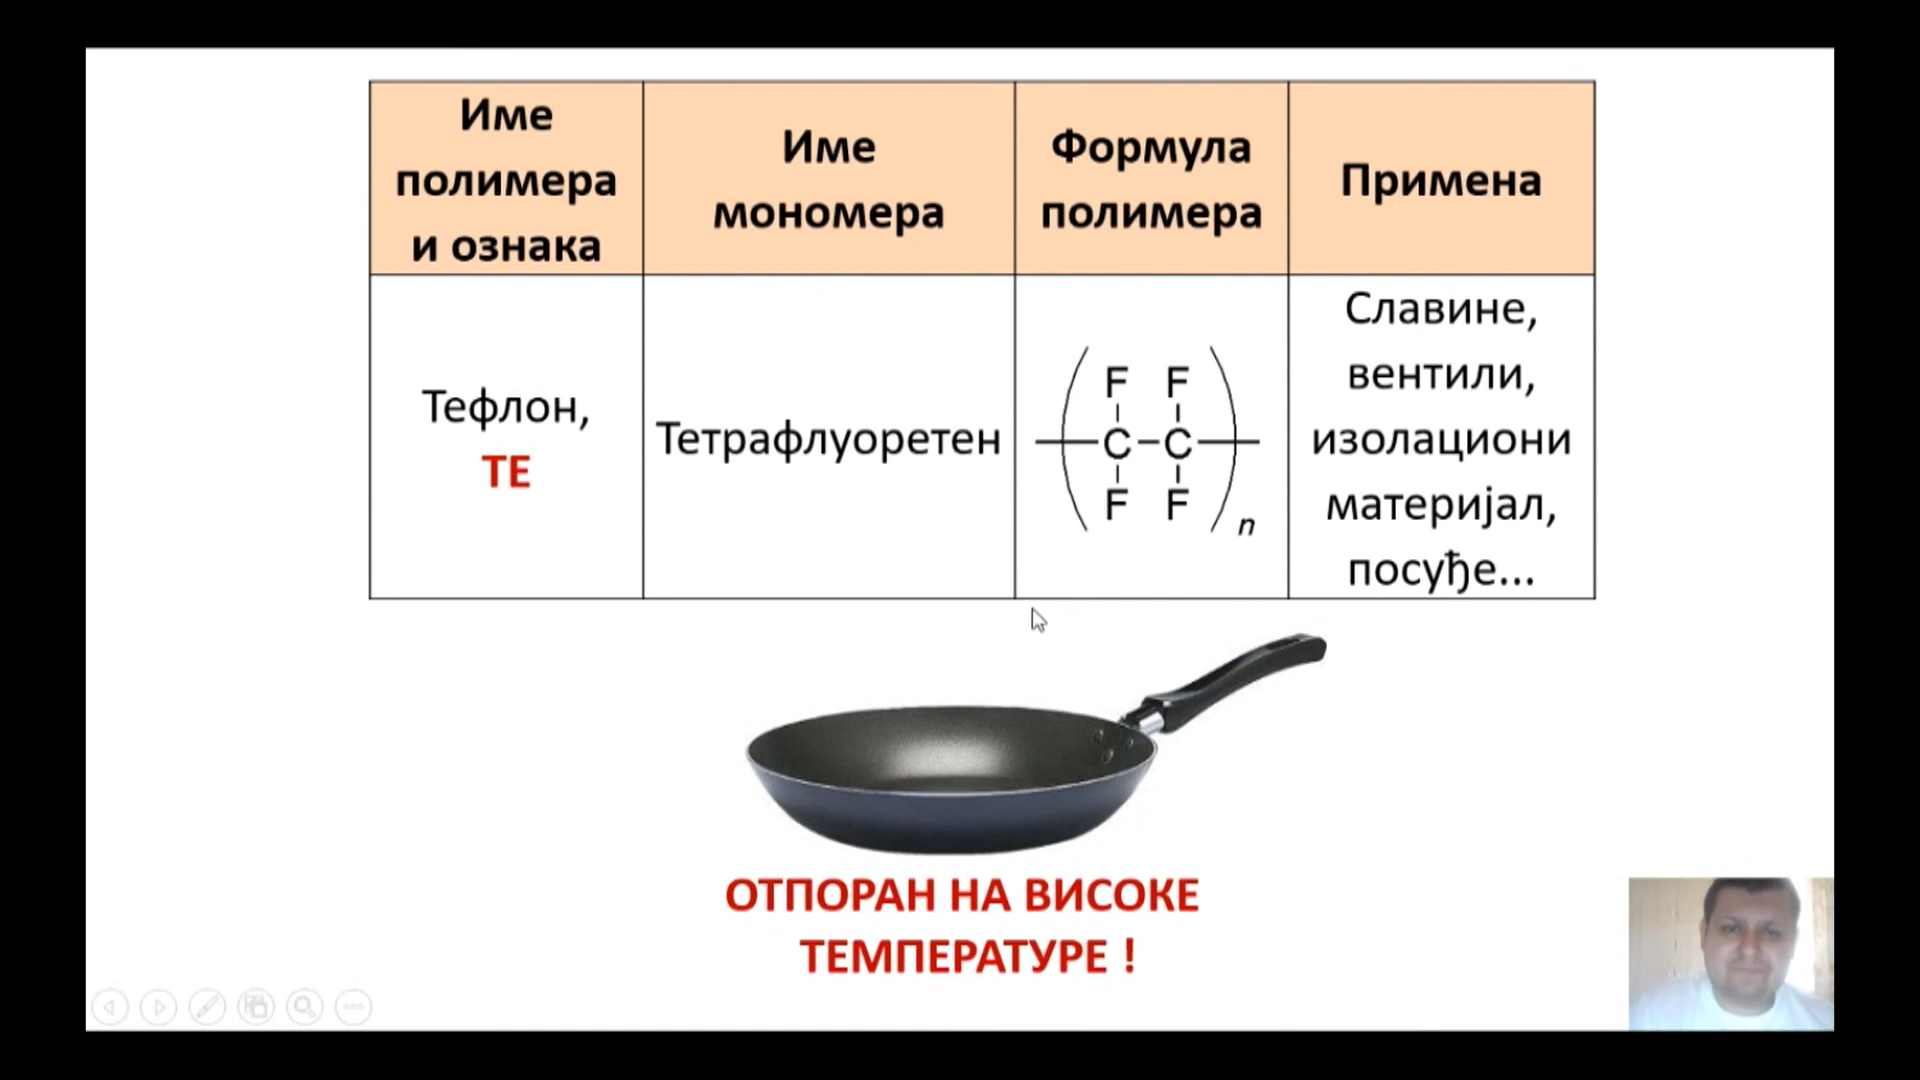 Име
полимера
и ознака
Име
мономера
Формула
полимера
Примена
Тефлон,
ТЕ
Тетрафлуоретен
F F
C C
F F
n
Славине,
вентили,
изолациони
материјал,
посуђе...
ОТПОРАН НА ВИСОКЕ
ТЕМПЕРАТУРЕ !